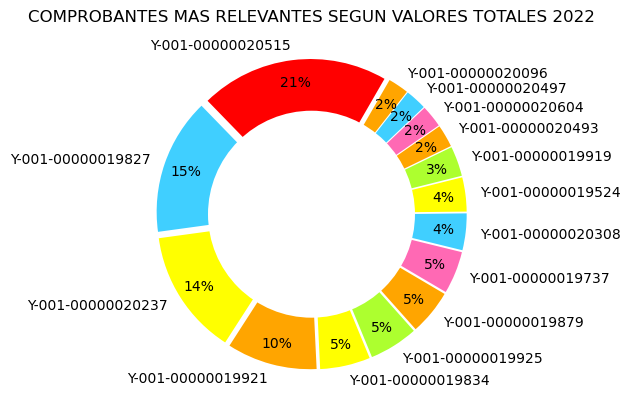 COMPROBANTES MAS RELEVANTES SEGUN VALORES TOTALES 2022
Y-001-00000020515
21%
Y-001-00000019827
15%
Y-001-00000020237
14%
Y-001-00000019921
10%
Y-001-00000019834
5%
Y-001-00000019925
5%
Y-001-00000019879
5%
Y-001-00000019737
5%
Y-001-00000020308
4%
Y-001-00000019524
4%
Y-001-00000019919
3%
Y-001-00000020493
2%
Y-001-00000020604
2%
Y-001-00000020497
2%
Y-001-00000020096
2%